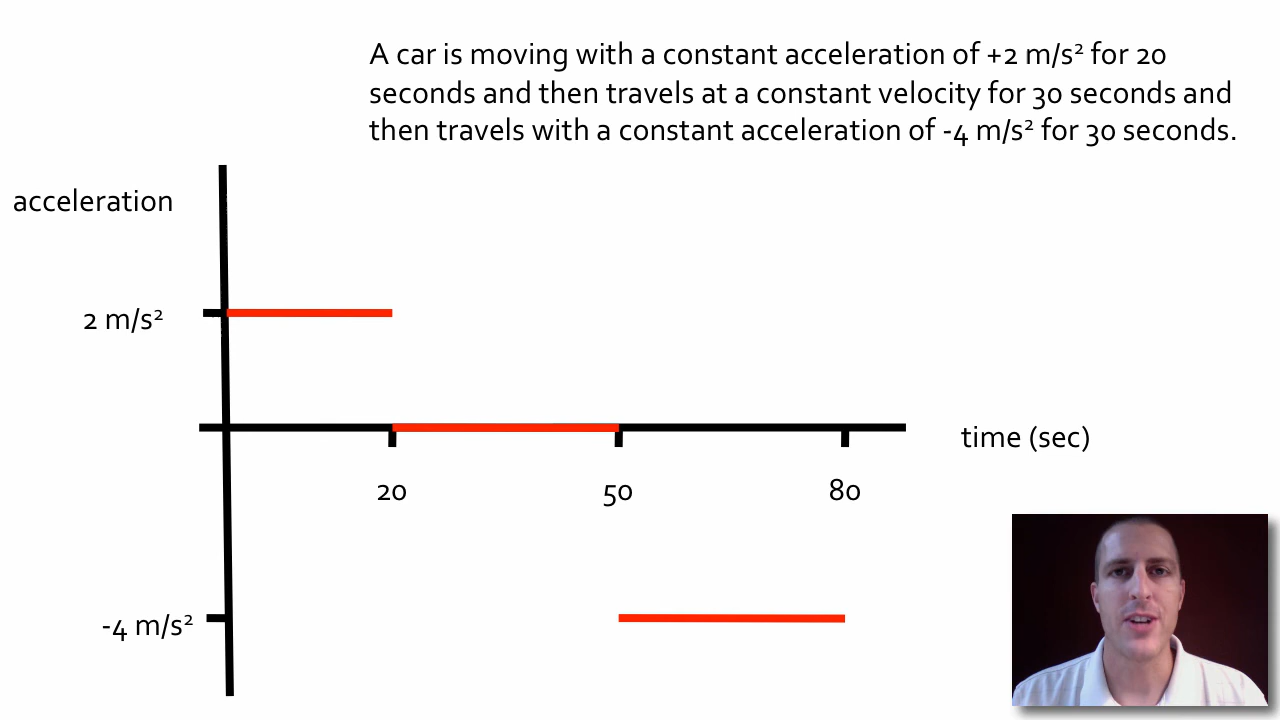 A car is moving with a constant acceleration of +2 m/s² for 20
seconds and then travels at a constant velocity for 30 seconds and
then travels with a constant acceleration of -4 m/s² for 30 seconds.
acceleration
2 m/s²
time (sec)
20 50 80
-4 m/s²